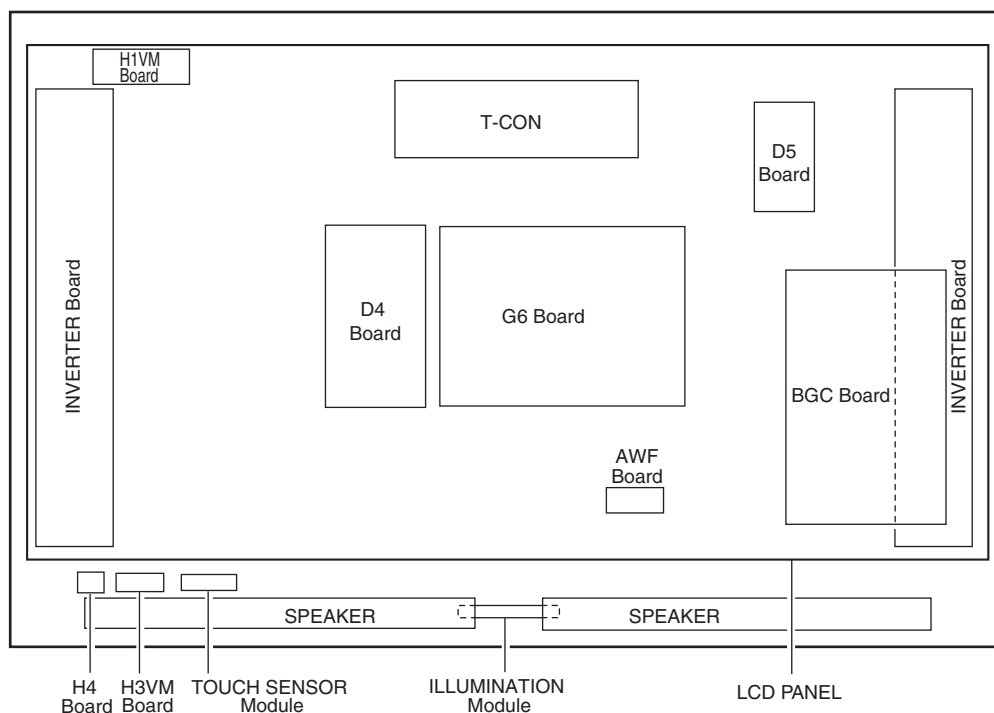 H1VM
Board
T-CON
D5
Board
INVERTER Board
D4
Board
G6 Board
BGC Board
INVERTER Board
AWF
Board
SPEAKER
SPEAKER
H4
Board
H3VM
Board
TOUCH SENSOR
Module
ILLUMINATION
Module
LCD PANEL